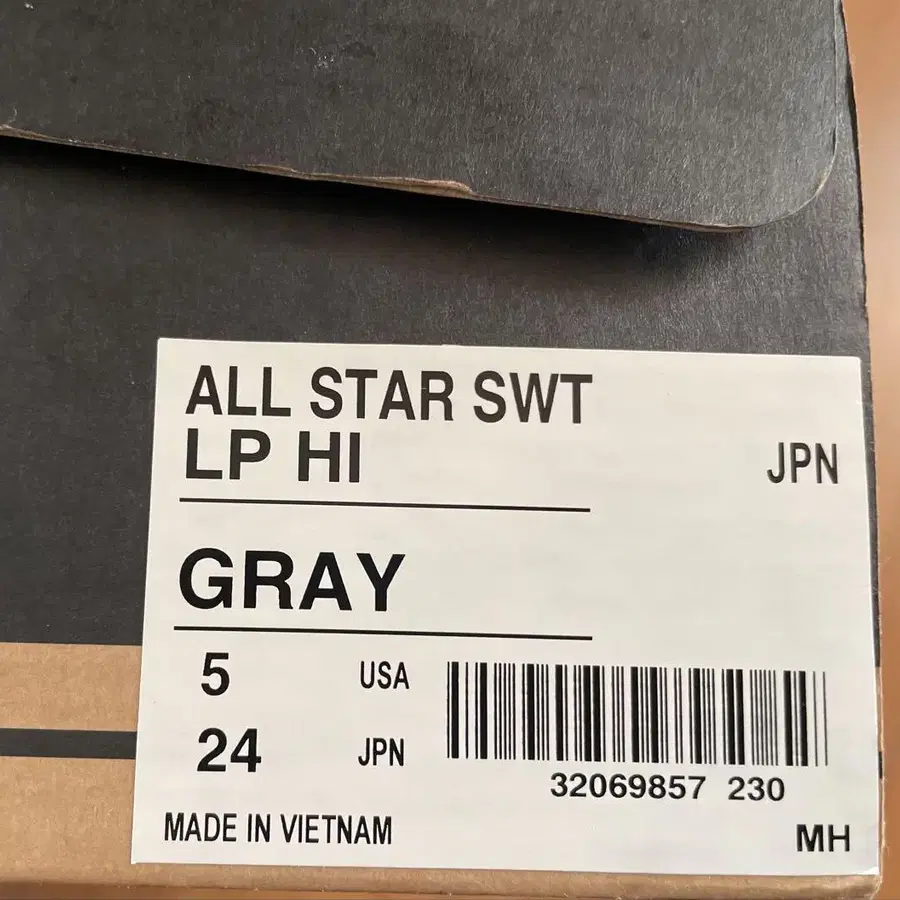 ALL STAR SWT
LP HI
JPN
GRAY
5 USA
24 JPN
32069857 230
MADE IN VIETNAM
MH